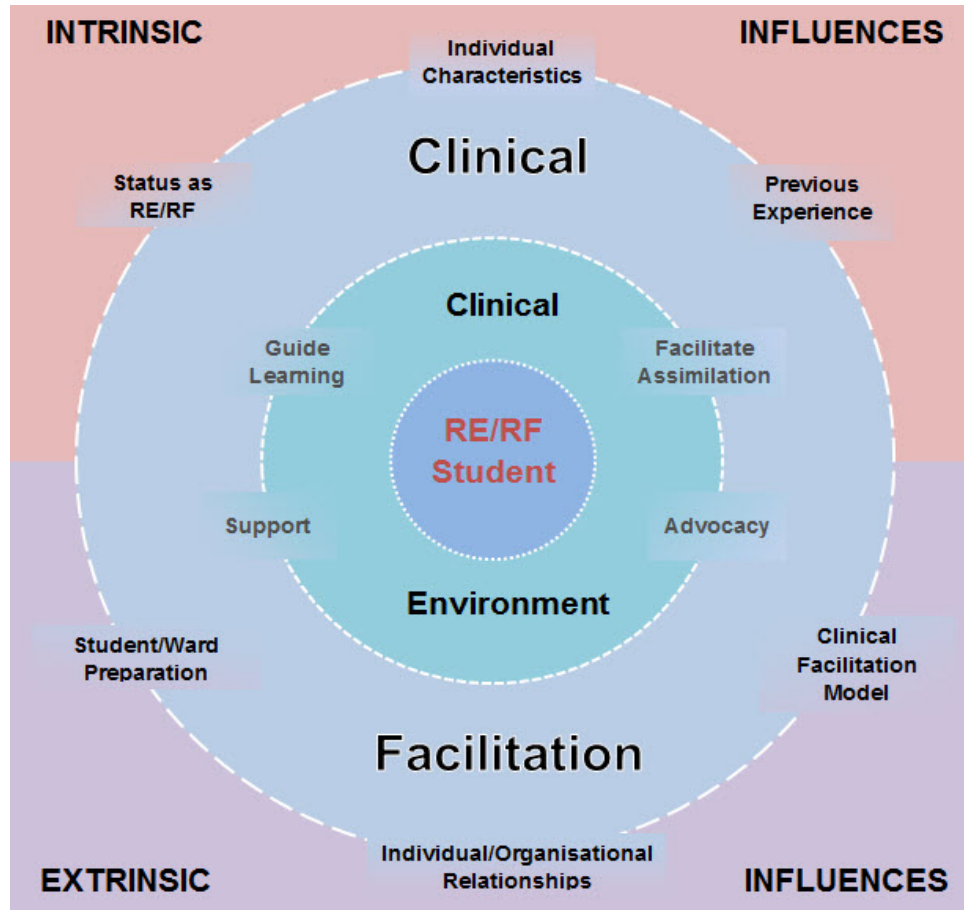 INTRINSIC
INFLUENCES
Individual
Characteristics
Clinical
Status as
RE/RF
Previous
Experience
Clinical
Guide
Learning
Facilitate
Assimilation
RE/RF
Student
Support
Advocacy
Environment
Student/Ward
Preparation
Clinical
Facilitation
Model
Facilitation
Individual/Organisational
Relationships
EXTRINSIC
INFLUENCES